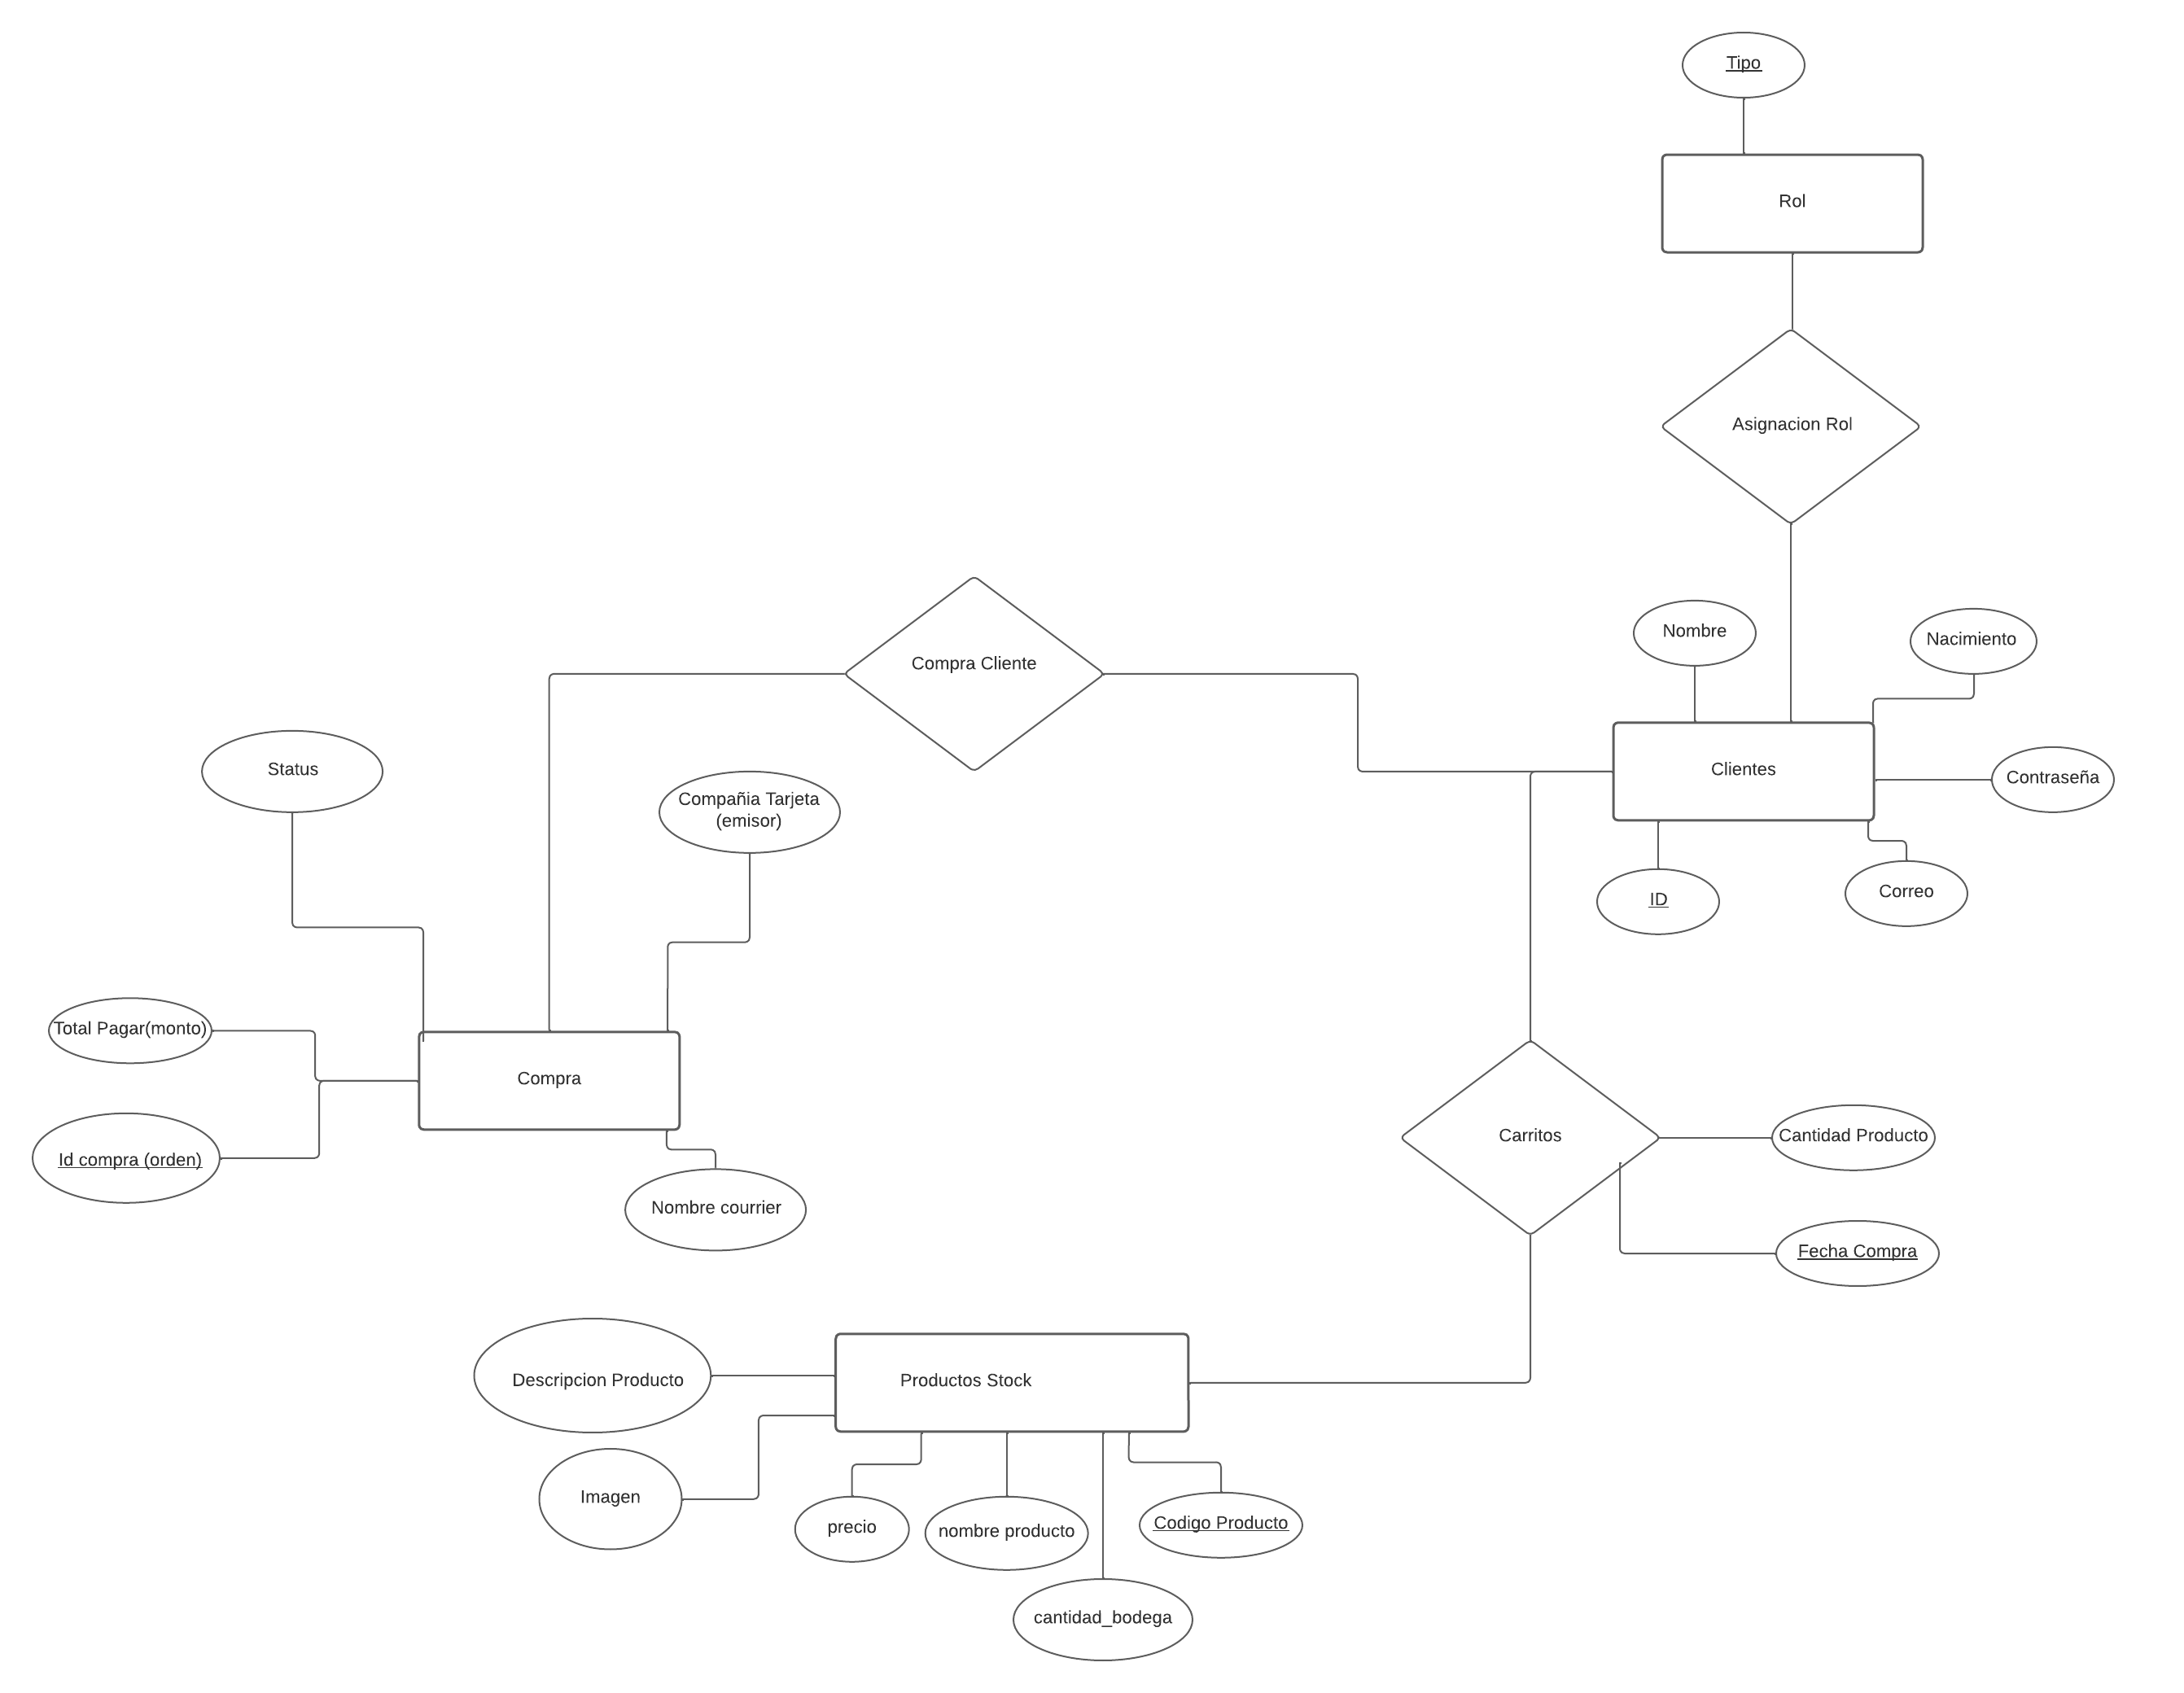 Tipo
Rol
Asignacion Rol
Nombre
Nacimiento
Compra Cliente
Status
Clientes
Contraseña
Compañia Tarjeta
(emisor)
ID
Correo
Total Pagar(monto)
Compra
Carritos
Cantidad Producto
Id compra (orden)
Nombre courrier
Fecha Compra
Descripcion Producto
Productos Stock
Imagen
precio
nombre producto
Codigo Producto
cantidad_bodega